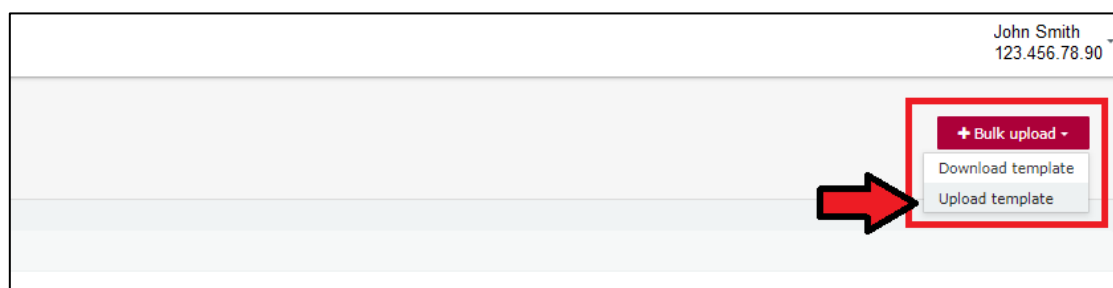 John Smith
123.456.78.90
+ Bulk upload
Download template
Upload template